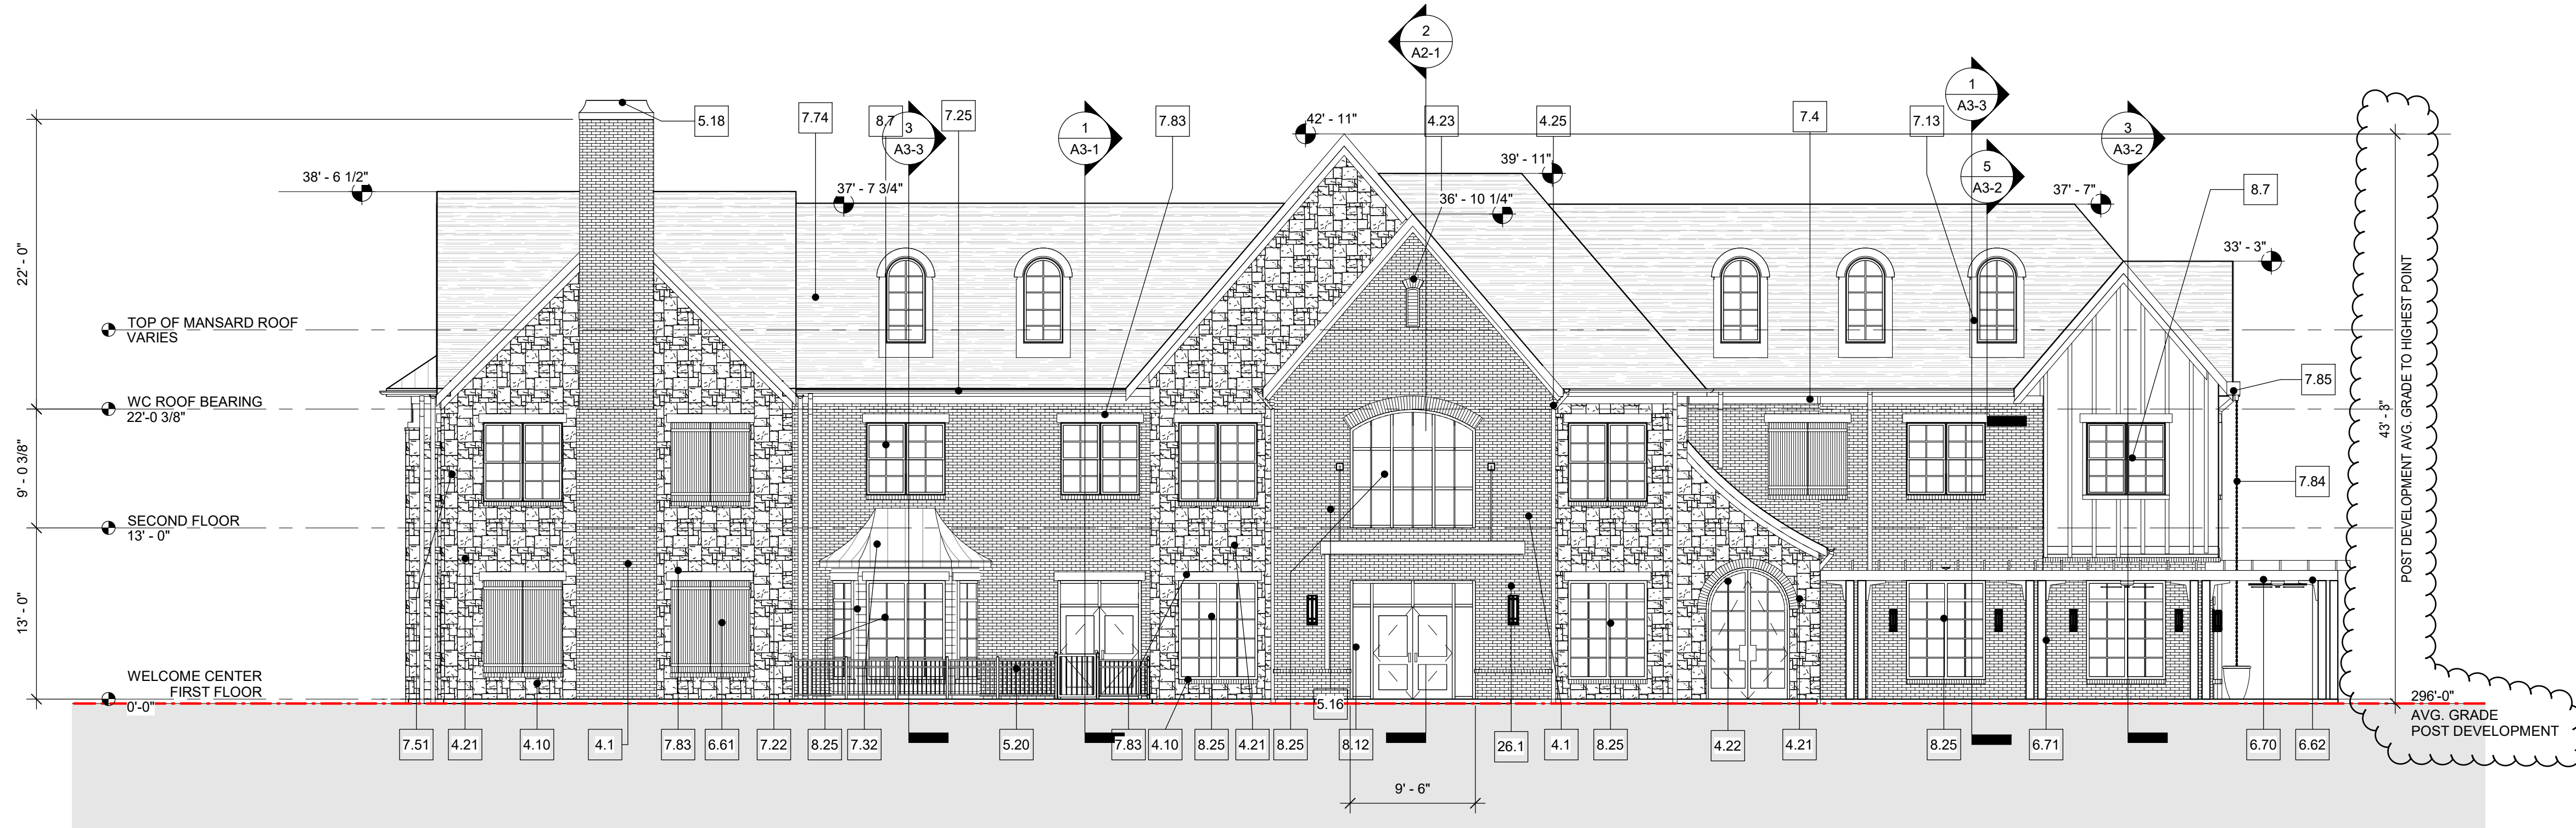 2
A2-1
1
A3-3
5.18
7.74
8.7
3
A3-3
7.25
1
A3-1
7.83
42' - 11"
4.23
4.25
7.4
7.13
3
A3-2
39' - 11"
5
A3-2
38' - 6 1/2"
37' - 7 3/4"
36' - 10 1/4"
37' - 7"
8.7
33' - 3"
22' - 0"
TOP OF MANSARD ROOF
VARIES
WC ROOF BEARING
22'-0 3/8"
7.85
9' - 0 3/8"
7.84
SECOND FLOOR
13' - 0"
13' - 0"
43' - 3"
POST DEVELOPMENT AVG. GRADE TO HIGHEST POINT
WELCOME CENTER
FIRST FLOOR
0'-0"
296'-0"
AVG. GRADE
POST DEVELOPMENT
5.16
7.51
4.21
4.10
4.1
7.83
6.61
7.22
8.25
7.32
5.20
7.83
4.10
8.25
4.21
8.25
8.12
26.1
4.1
8.25
4.22
4.21
8.25
6.71
6.70
6.62
9' - 6"